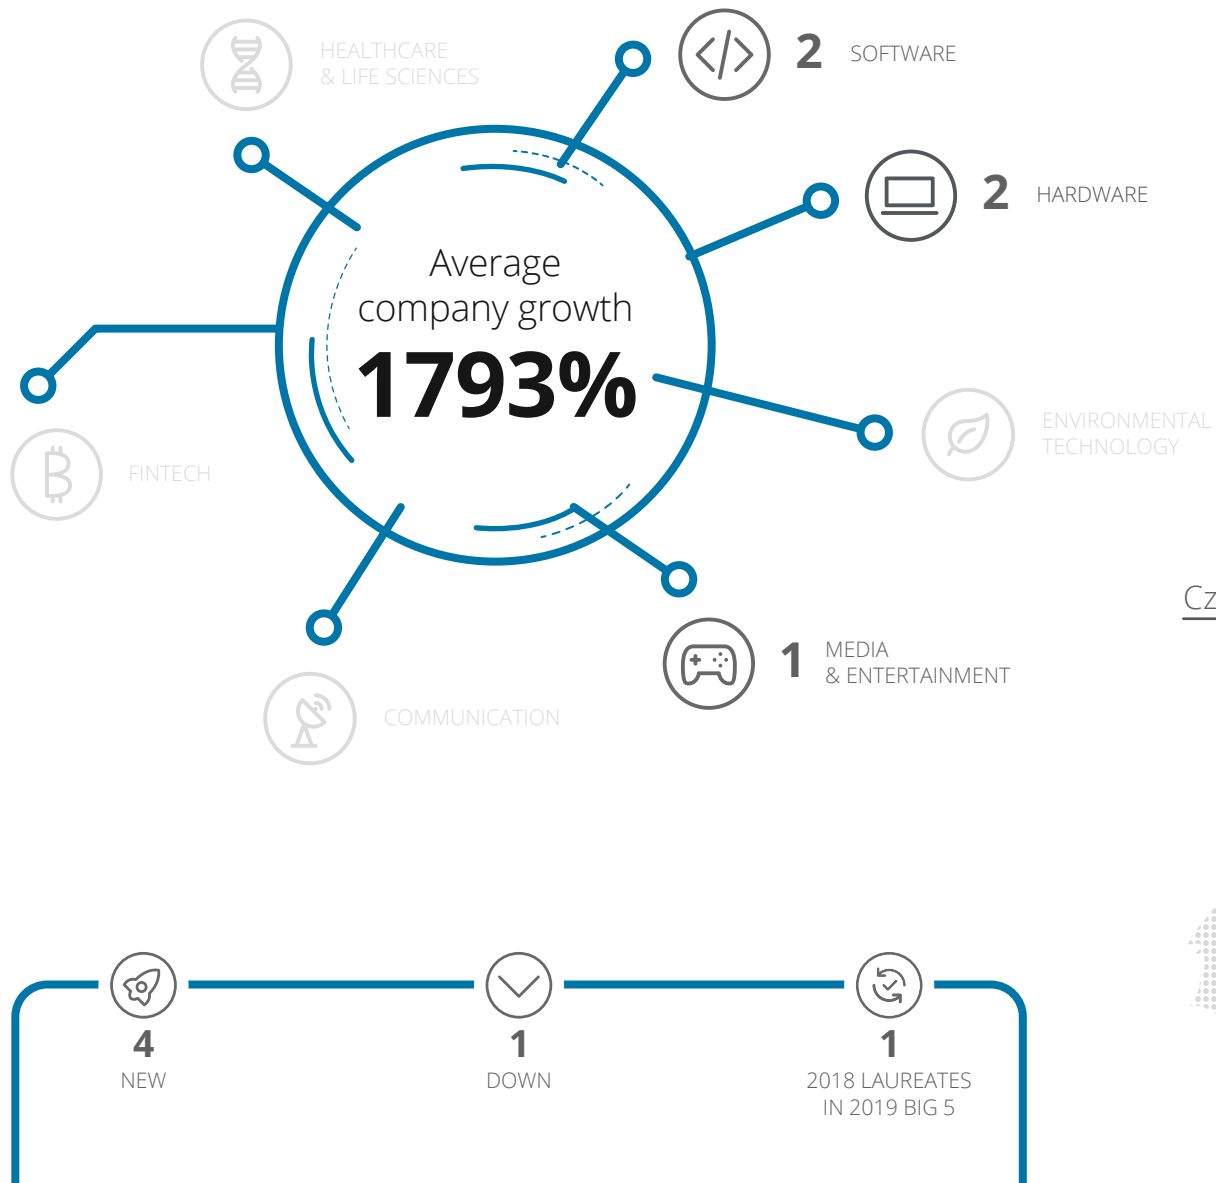 HEALTHCARE
& LIFE SCIENCES
2 SOFTWARE
2 HARDWARE
Average
company growth
1793%
ENVIRONMENTAL
TECHNOLOGY
FINTECH
Cz
1 MEDIA
& ENTERTAINMENT
COMMUNICATION
4
NEW
1
DOWN
1
2018 LAUREATES
IN 2019 BIG 5